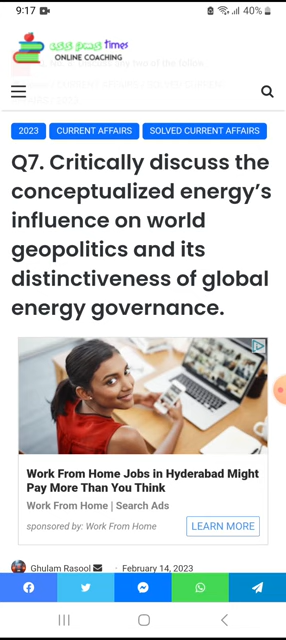 9:17
40%
times
ONLINE COACHING
2023
CURRENT AFFAIRS
SOLVED CURRENT AFFAIRS
Q7. Critically discuss the
conceptualized energy's
influence on world
geopolitics and its
distinctiveness of global
energy governance.
Work From Home Jobs in Hyderabad Might
Pay More Than You Think
Work From Home | Search Ads
sponsored by: Work From Home
LEARN MORE
Ghulam Rasool
February 14, 2023